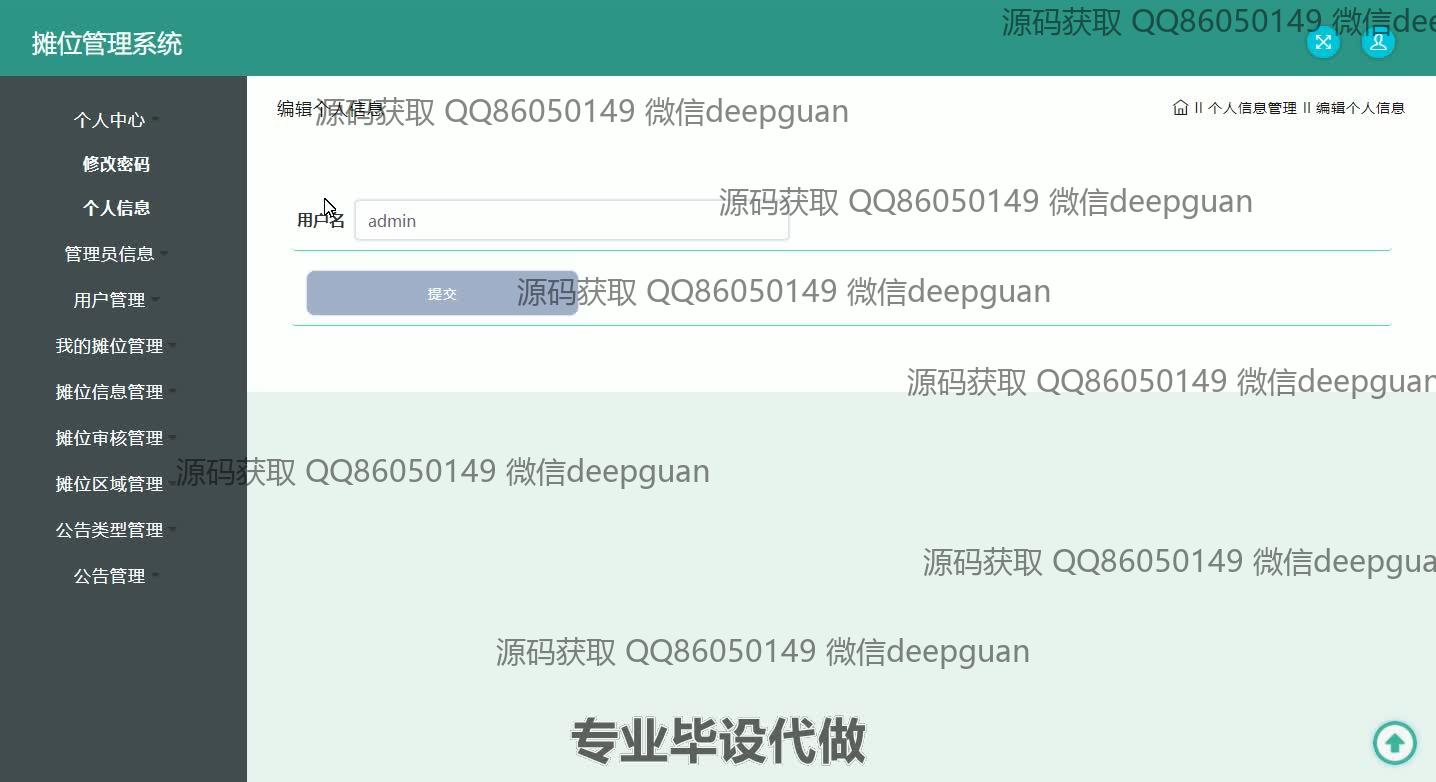 源码获取 QQ86050149 微信dee
摊位管理系统
编辑个人信息
源码获取 QQ86050149 微信deepguan
II 个人信息管理 II 编辑个人信息
个人中心
修改密码
个人信息
源码获取 QQ86050149 微信deepguan
用户名 admin
管理员信息
提交
源码获取 QQ86050149 微信deepguan
用户管理
我的摊位管理
源码获取 QQ86050149 微信deepguan
摊位信息管理
摊位审核管理
源码获取 QQ86050149 微信deepguan
摊位区域管理
公告类型管理
源码获取 QQ86050149 微信deepgua
公告管理
源码获取 QQ86050149 微信deepguan
专业毕设代做